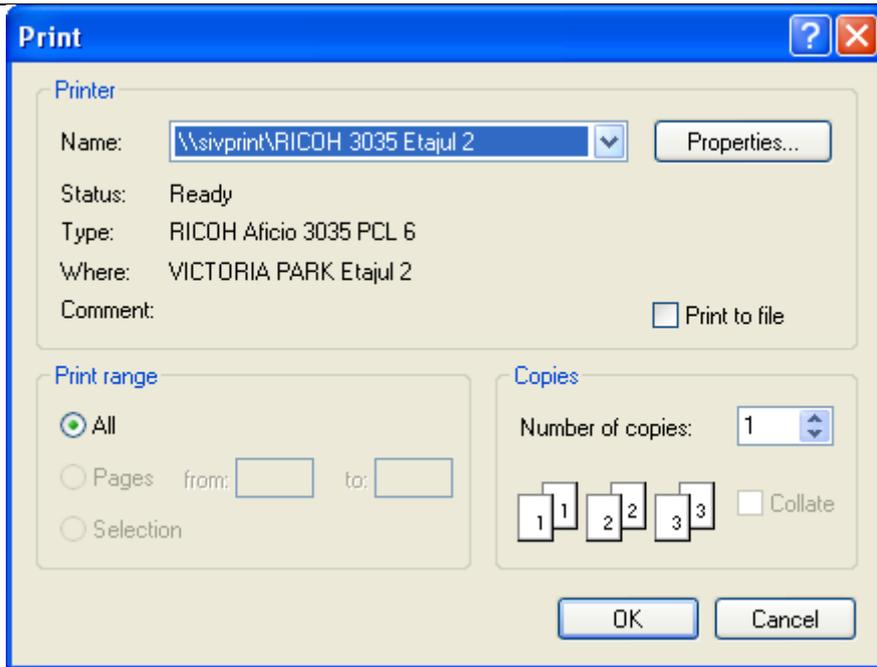 Print
Printer
Name: \\sivprint\RICOH 3035 Etajul 2 Properties...
Status: Ready
Type: RICOH Aficio 3035 PCL 6
Where: VICTORIA PARK Etajul 2
Comment:
Print to file
Print range
All
Pages from: to:
Selection
Copies
Number of copies: 1
1 1 2 2 3 3
Collate
OK Cancel